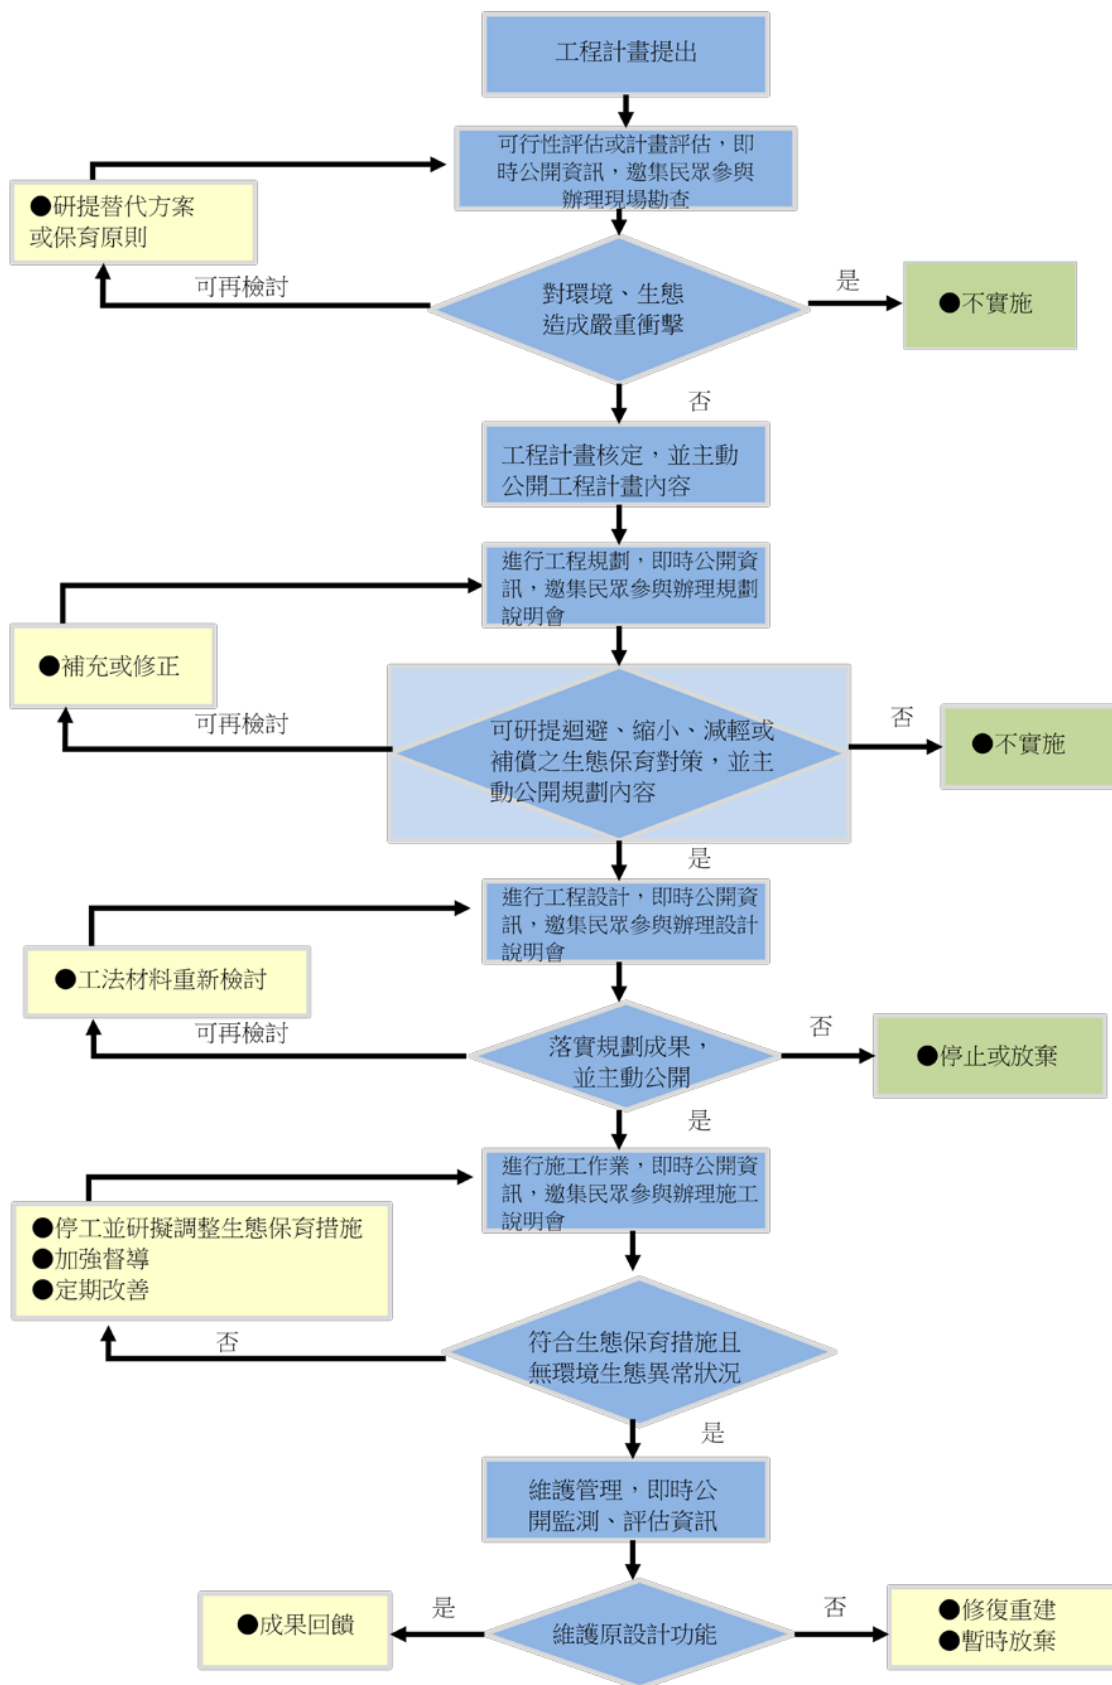 工程計畫提出
可行性評估或計畫評估，即
時公開資訊，邀集民眾參與
辦理現場勘查
●研提替代方案
或保育原則
可再檢討
對環境、生態
造成嚴重衝擊
是
●不實施
否
工程計畫核定，並主動
公開工程計畫內容
進行工程規劃，即時公開資
訊，邀集民眾參與辦理規劃
說明會
●補充或修正
可再檢討
可研提迴避、縮小、減輕或
補償之生態保育對策，並主
動公開規劃內容
否
●不實施
是
進行工程設計，即時公開資
訊，邀集民眾參與辦理設計
說明會
●工法材料重新檢討
可再檢討
落實規劃成果，
並主動公開
否
●停止或放棄
是
進行施工作業，即時公開資
訊，邀集民眾參與辦理施工
說明會
●停工並研擬調整生態保育措施
●加強督導
●定期改善
否
符合生態保育措施且
無環境生態異常狀況
是
維護管理，即時公
開監測、評估資訊
●成果回饋
是
維護原設計功能
否
●修復重建
●暫時放棄